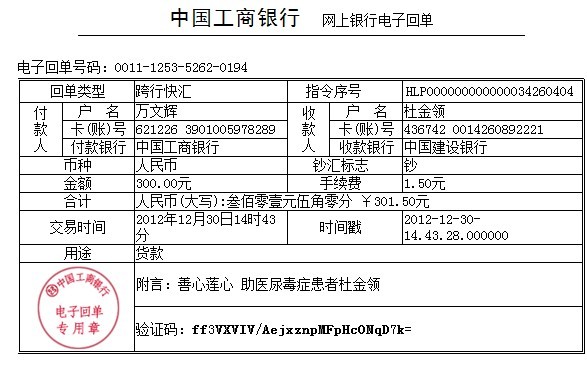 中国工商银行 网上银行电子回单
电子回单号码：0011-1253-5262-0194
回单类型 跨行快汇 指令序号 HLP000000000000034260404
付款人 户 名 万文辉 收款人 户 名 杜金领
卡(账)号 621226 3901005978289 卡(账)号 436742 0014260892221
付款银行 中国工商银行 收款银行 中国建设银行
币种 人民币 钞汇标志 钞
金额 300.00元 手续费 1.50元
合计 人民币(大写):叁佰零壹元伍角零分 ￥301.50元
交易时间 2012年12月30日14时43分 时间戳 2012-12-30-14.43.28.000000
用途 货款
附言：善心莲心 助医尿毒症患者杜金领
验证码：ff3VXVIV/AejxznpMFpHcONqD7k=
中国工商银行
电子回单
专用章